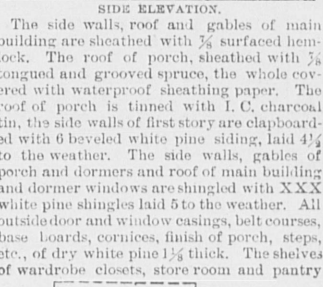 SIDE ELEVATION.
The side walls, roof and gables of main
building are sheathed with ⅞ surfaced hem-
lock. The roof of porch, sheathed with ⅞
tongued and grooved spruce, the whole cov-
ered with waterproof sheathing paper. The
roof of porch is tinned with I. C. charcoal
tin, the side walls of first story are clapboard-
ed with 6 beveled white pine siding, laid 4½
to the weather. The side walls, gables of
porch and dormers and roof of main building
and dormer windows are shingled with XXX
white pine shingles laid 5 to the weather. All
outside door and window casings, belt courses,
base boards, cornices, finish of porch, steps,
etc., of dry white pine 1⅛ thick. The shelves
of wardrobe closets, store room and pantry